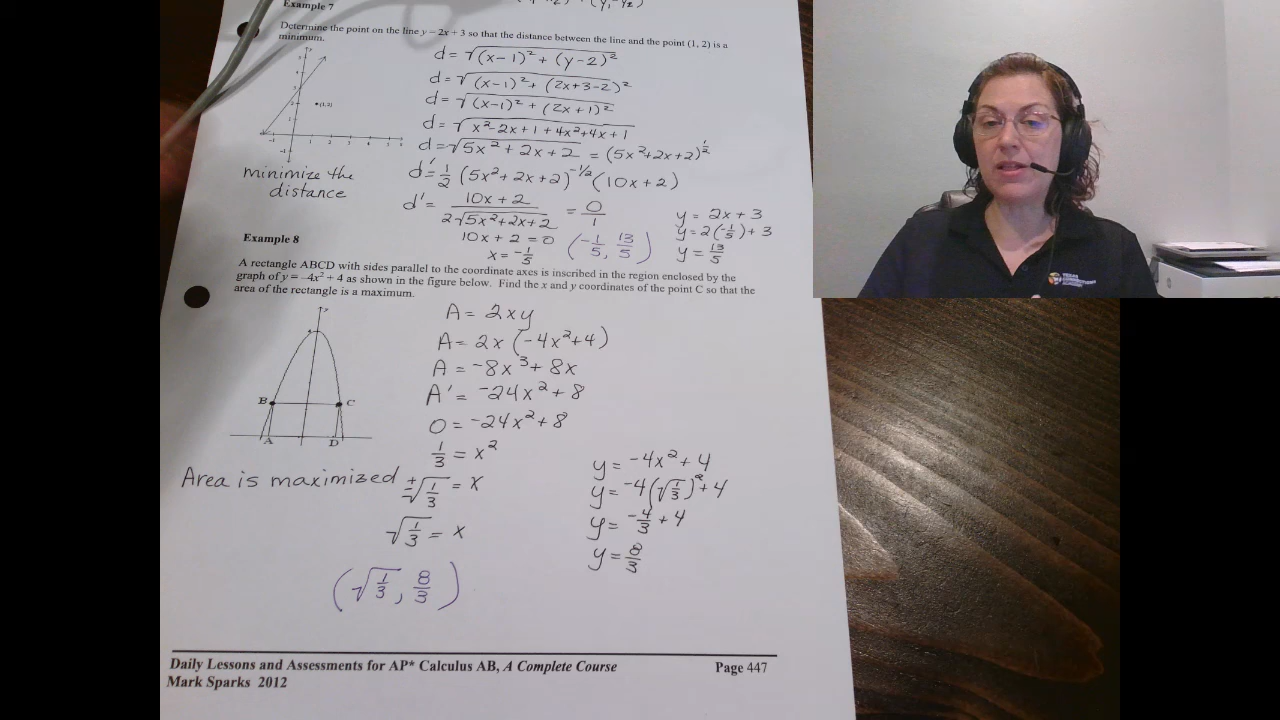 Example 7
Determine the point on the line y = 2x + 3 so that the distance between the line and the point (1, 2) is a
minimum.
(1,2)
minimize the
distance
d = √(x-1)² + (y-2)²
d = √(x-1)² + (2x+3-2)²
d = √(x-1)² + (2x+1)²
d = √x²-2x+1+4x²+4x+1
d = √5x²+2x+2 = (5x²+2x+2)^1/2
d' = 1/2 (5x²+2x+2)^-1/2 (10x+2)
d' = 10x+2 / 2√5x²+2x+2 = 0/1
10x+2=0
x = -1/5
(-1/5, 13/5)
y = 2x+3
y = 2(-1/5)+3
y = 13/5
Example 8
A rectangle ABCD with sides parallel to the coordinate axes is inscribed in the region enclosed by the
graph of y = -4x² + 4 as shown in the figure below. Find the x and y coordinates of the point C so that the
area of the rectangle is a maximum.
y
B C
A D
Area is maximized
A = 2xy
A = 2x(-4x²+4)
A = -8x³+8x
A' = -24x²+8
0 = -24x²+8
1/3 = x²
±√1/3 = x
√1/3 = x
(√1/3, 8/3)
y = -4x²+4
y = -4(√1/3)²+4
y = -4/3+4
y = 8/3
Daily Lessons and Assessments for AP* Calculus AB, A Complete Course Page 447
Mark Sparks 2012
TEXAS
CONNECTIONS
ACADEMY